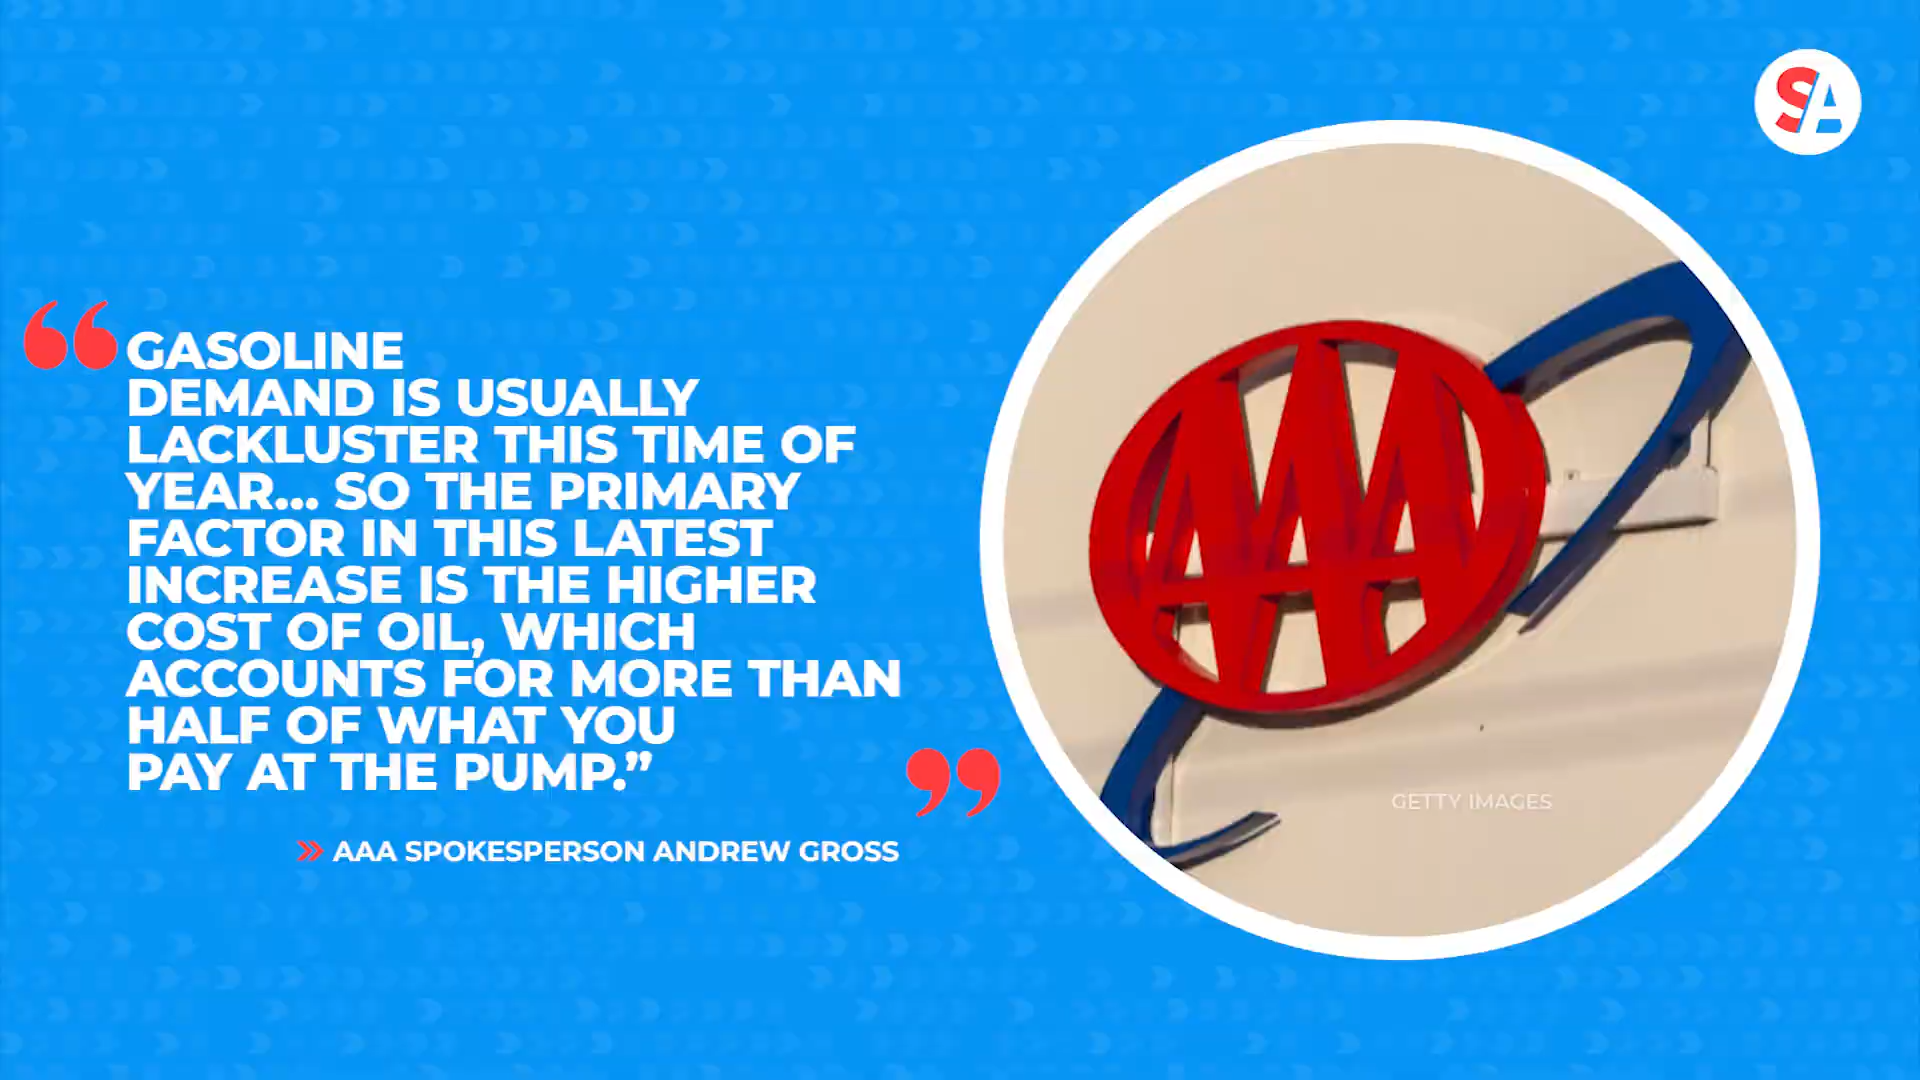 SA
“GASOLINE
DEMAND IS USUALLY
LACKLUSTER THIS TIME OF
YEAR... SO THE PRIMARY
FACTOR IN THIS LATEST
INCREASE IS THE HIGHER
COST OF OIL, WHICH
ACCOUNTS FOR MORE THAN
HALF OF WHAT YOU
PAY AT THE PUMP.”
”
» AAA SPOKESPERSON ANDREW GROSS
AAA
GETTY IMAGES